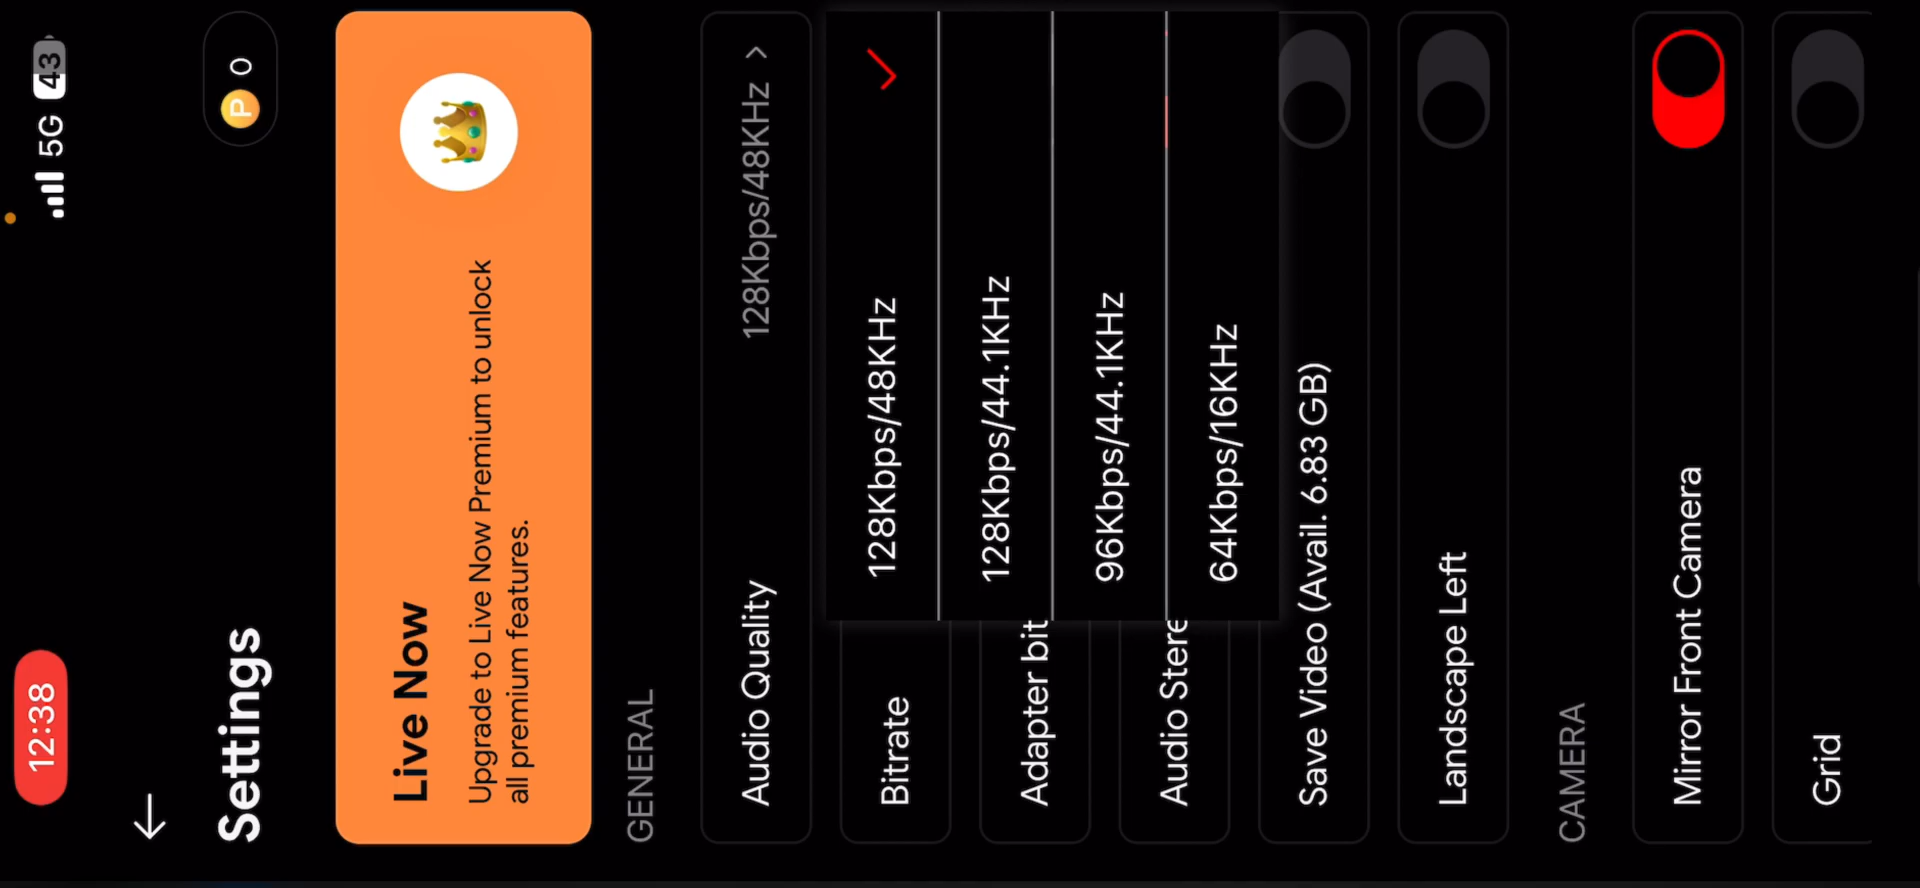 12:38
5G 43
Settings
P 0
Live Now
Upgrade to Live Now Premium to unlock
all premium features.
GENERAL
Audio Quality 128Kbps/48KHz
128Kbps/48KHz
128Kbps/44.1KHz
96Kbps/44.1KHz
64Kbps/16KHz
Bitrate
Adapter bit
Audio Stere
Save Video (Avail. 6.83 GB)
Landscape Left
CAMERA
Mirror Front Camera
Grid